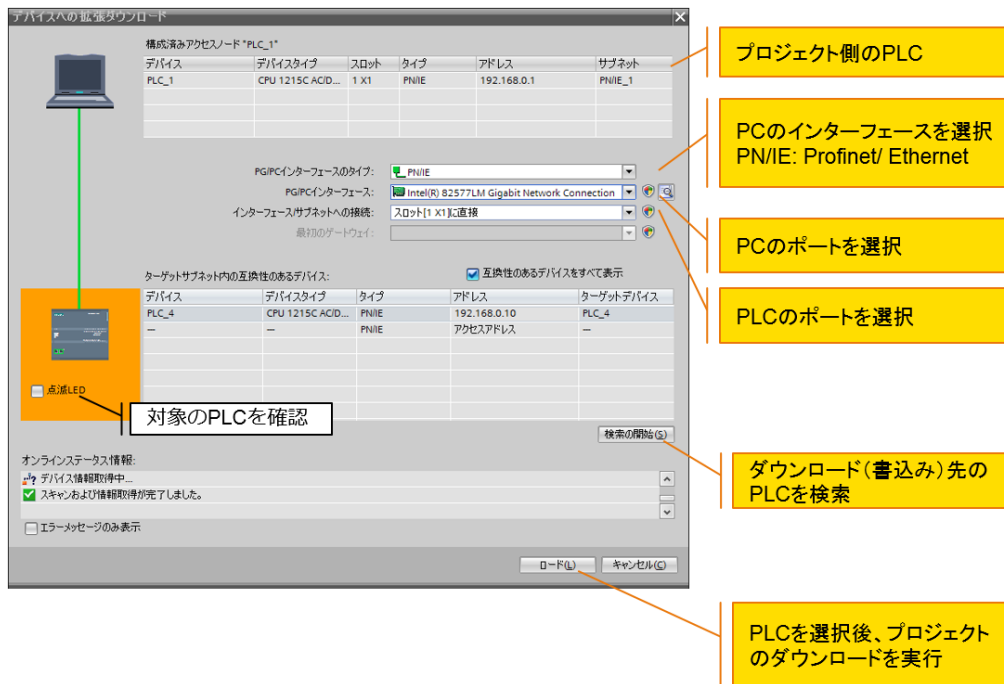 デバイスへの拡張ダウンロード
構成済みアクセスノード "PLC_1"
デバイス デバイスタイプ スロット タイプ アドレス サブネット
PLC_1 CPU 1215C AC/D... 1 X1 PN/IE 192.168.0.1 PN/IE_1
プロジェクト側のPLC
PG/PCインターフェースのタイプ: PN/IE
PG/PCインターフェース: Intel(R) 82577LM Gigabit Network Connection
インターフェース/サブネットへの接続: スロット[1 X1]に直接
最初のゲートウェイ:
PCのインターフェースを選択
PN/IE: Profinet/ Ethernet
PCのポートを選択
PLCのポートを選択
ターゲットサブネット内の互換性のあるデバイス: 互換性のあるデバイスをすべて表示
デバイス デバイスタイプ タイプ アドレス ターゲットデバイス
PLC_4 CPU 1215C AC/D... PN/IE 192.168.0.10 PLC_4
— — PN/IE アクセスアドレス —
点滅LED
対象のPLCを確認
検索の開始(S)
ダウンロード(書込み)先の
PLCを検索
オンラインステータス情報:
デバイス情報取得中...
スキャンおよび情報取得が完了しました。
エラーメッセージのみ表示
ロード(L) キャンセル(C)
PLCを選択後、プロジェクト
のダウンロードを実行